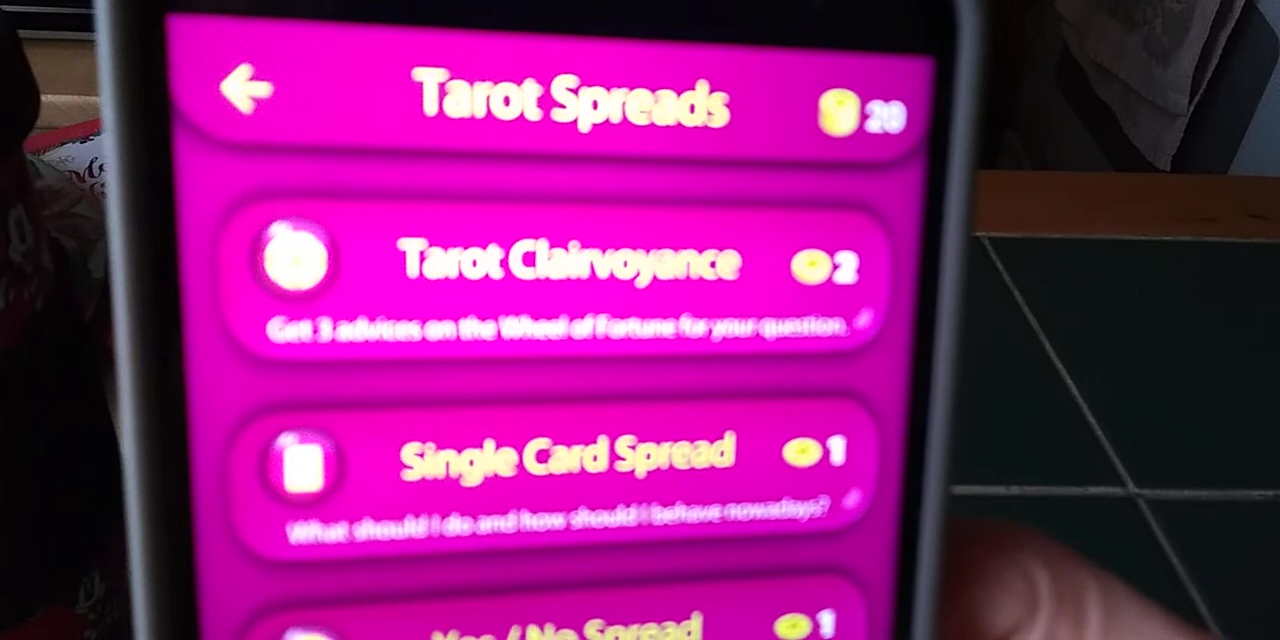 Tarot Spreads 20
Tarot Clairvoyance 2
Get 3 advices on the Wheel of Fortune for your question.
Single Card Spread 1
What should I do and how should I behave nowadays?
Yes / No Spread 1